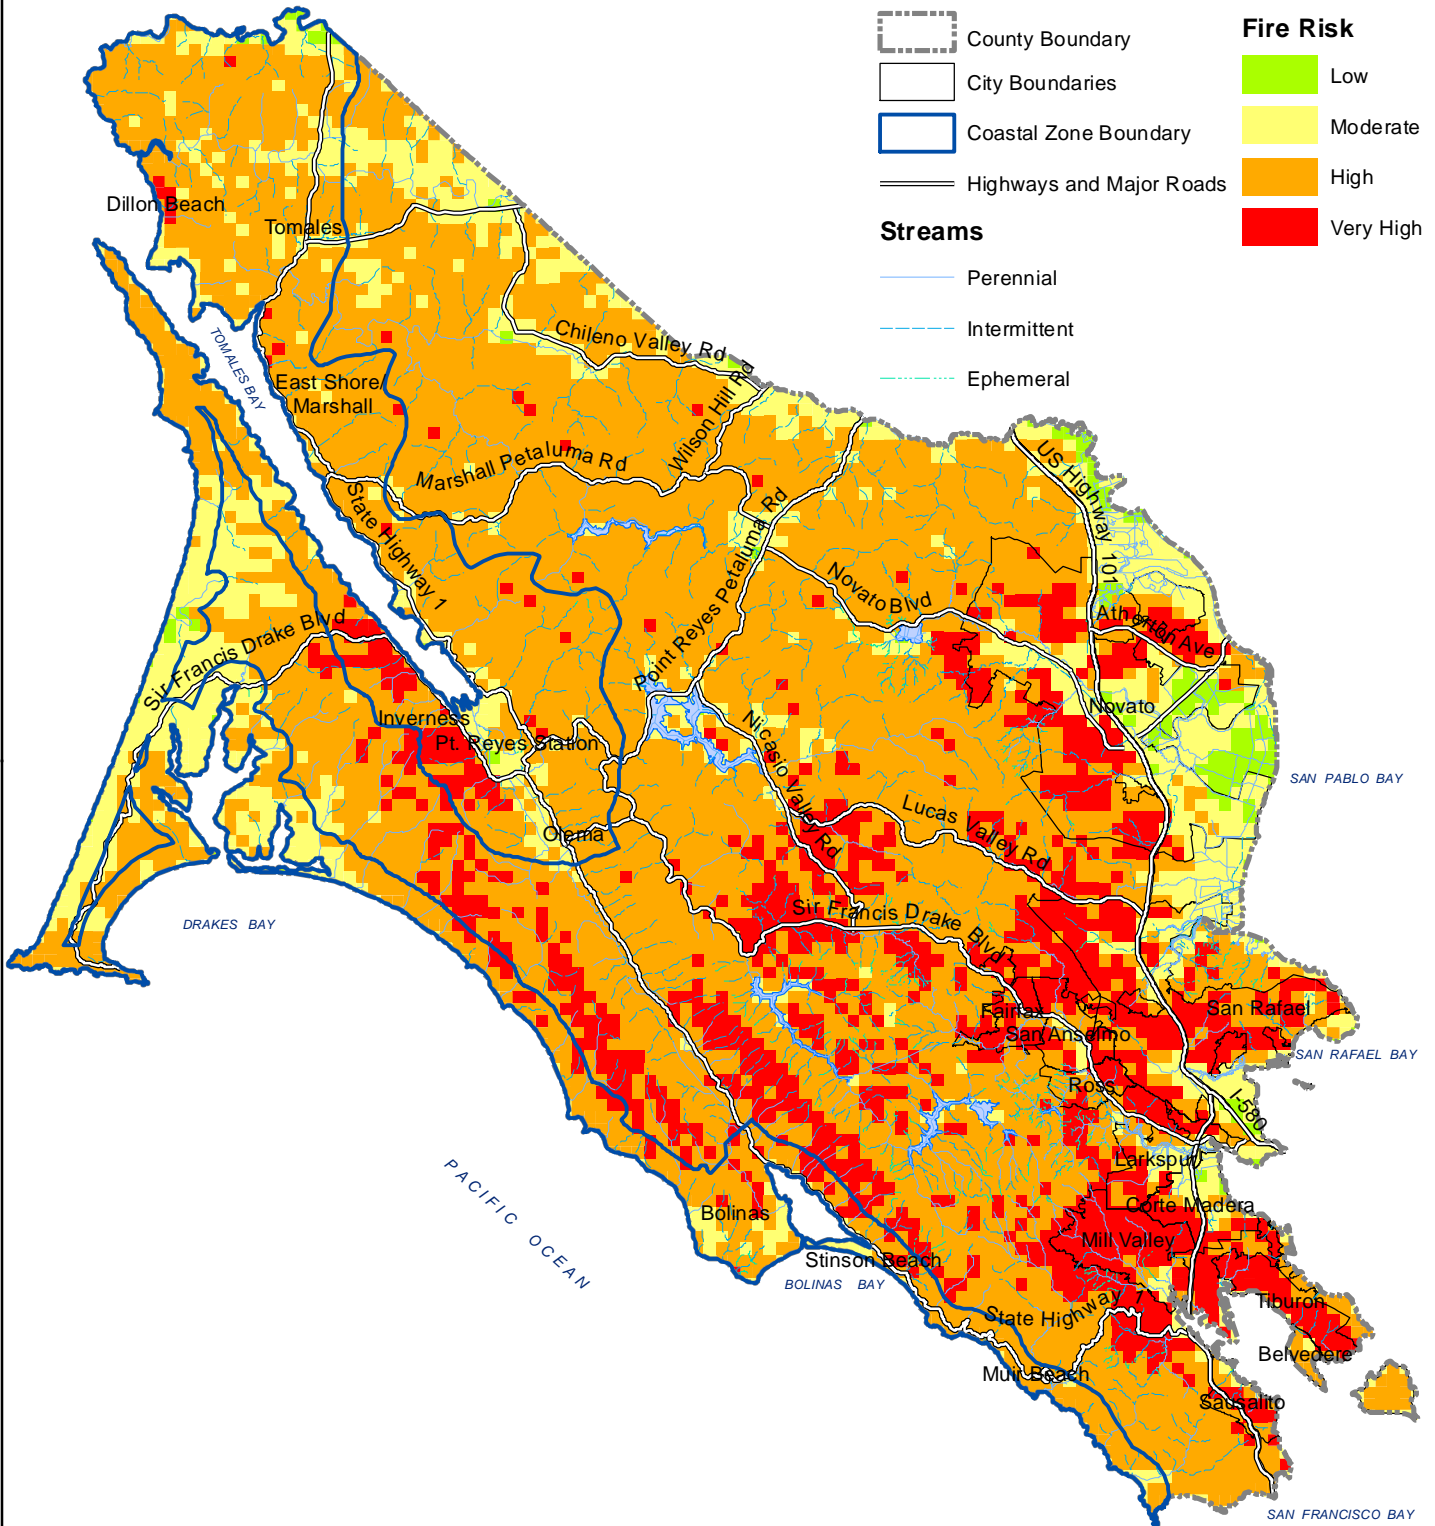 County Boundary
City Boundaries
Coastal Zone Boundary
Highways and Major Roads
Streams
Perennial
Intermittent
Ephemeral
Fire Risk
Low
Moderate
High
Very High
Dillon Beach
Tomales
TOMALES BAY
East Shore/
Marshall
Chileno Valley Rd
Wilson Hill Rd
Marshall Petaluma Rd
State Highway 1
US Highway 101
Point Reyes Petaluma Rd
Novato Blvd
Atherton Ave
Sir Francis Drake Blvd
Inverness
Pt. Reyes Station
Novato
Nicasio Valley Rd
Lucas Valley Rd
SAN PABLO BAY
Olema
Sir Francis Drake Blvd
DRAKES BAY
Fairfax
San Anselmo
San Rafael
SAN RAFAEL BAY
Ross
I-580
Larkspur
Corte Madera
PACIFIC OCEAN
Bolinas
Mill Valley
Stinson Beach
BOLINAS BAY
State Highway 1
Tiburon
Belvedere
Muir Beach
Sausalito
SAN FRANCISCO BAY